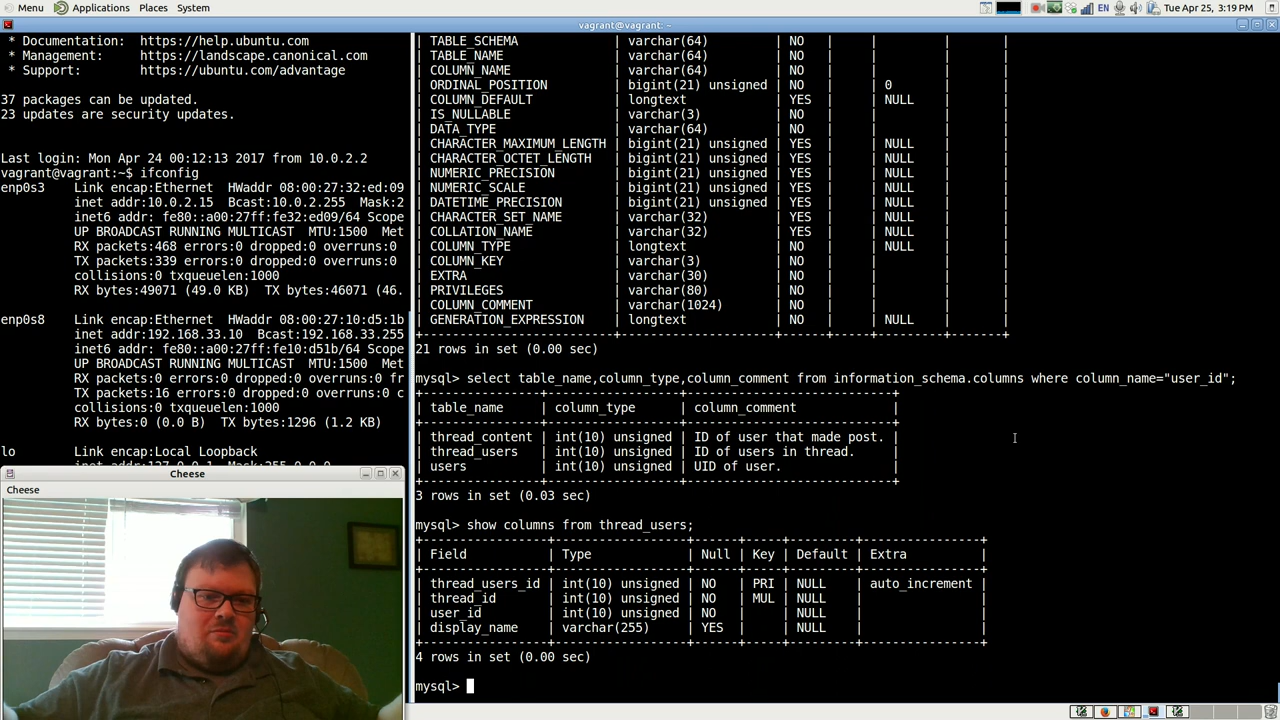 Menu Applications Places System
EN Tue Apr 25, 3:19 PM
vagrant@vagrant: ~
* Documentation:  https://help.ubuntu.com
* Management:     https://landscape.canonical.com
* Support:        https://ubuntu.com/advantage
37 packages can be updated.
23 updates are security updates.
Last login: Mon Apr 24 00:12:13 2017 from 10.0.2.2
vagrant@vagrant:~$ ifconfig
enp0s3    Link encap:Ethernet  HWaddr 08:00:27:32:ed:09
inet addr:10.0.2.15  Bcast:10.0.2.255  Mask:2
inet6 addr: fe80::a00:27ff:fe32:ed09/64 Scope
UP BROADCAST RUNNING MULTICAST  MTU:1500  Met
RX packets:468 errors:0 dropped:0 overruns:0
TX packets:339 errors:0 dropped:0 overruns:0
collisions:0 txqueuelen:1000
RX bytes:49071 (49.0 KB)  TX bytes:46071 (46.
enp0s8    Link encap:Ethernet  HWaddr 08:00:27:10:d5:1b
inet addr:192.168.33.10  Bcast:192.168.33.255
inet6 addr: fe80::a00:27ff:fe10:d51b/64 Scope
UP BROADCAST RUNNING MULTICAST  MTU:1500  Met
RX packets:0 errors:0 dropped:0 overruns:0 fr
TX packets:16 errors:0 dropped:0 overruns:0 c
collisions:0 txqueuelen:1000
RX bytes:0 (0.0 B)  TX bytes:1296 (1.2 KB)
lo        Link encap:Local Loopback
Cheese
Cheese
| TABLE_SCHEMA | varchar(64) | NO | | | |
| TABLE_NAME | varchar(64) | NO | | | |
| COLUMN_NAME | varchar(64) | NO | | | |
| ORDINAL_POSITION | bigint(21) unsigned | NO | | 0 | |
| COLUMN_DEFAULT | longtext | YES | | NULL | |
| IS_NULLABLE | varchar(3) | NO | | | |
| DATA_TYPE | varchar(64) | NO | | | |
| CHARACTER_MAXIMUM_LENGTH | bigint(21) unsigned | YES | | NULL | |
| CHARACTER_OCTET_LENGTH | bigint(21) unsigned | YES | | NULL | |
| NUMERIC_PRECISION | bigint(21) unsigned | YES | | NULL | |
| NUMERIC_SCALE | bigint(21) unsigned | YES | | NULL | |
| DATETIME_PRECISION | bigint(21) unsigned | YES | | NULL | |
| CHARACTER_SET_NAME | varchar(32) | YES | | NULL | |
| COLLATION_NAME | varchar(32) | YES | | NULL | |
| COLUMN_TYPE | longtext | NO | | NULL | |
| COLUMN_KEY | varchar(3) | NO | | | |
| EXTRA | varchar(30) | NO | | | |
| PRIVILEGES | varchar(80) | NO | | | |
| COLUMN_COMMENT | varchar(1024) | NO | | | |
| GENERATION_EXPRESSION | longtext | NO | | NULL | |
21 rows in set (0.00 sec)
mysql> select table_name,column_type,column_comment from information_schema.columns where column_name="user_id";
| table_name | column_type | column_comment |
| thread_content | int(10) unsigned | ID of user that made post. |
| thread_users | int(10) unsigned | ID of users in thread. |
| users | int(10) unsigned | UID of user. |
3 rows in set (0.03 sec)
mysql> show columns from thread_users;
| Field | Type | Null | Key | Default | Extra |
| thread_users_id | int(10) unsigned | NO | PRI | NULL | auto_increment |
| thread_id | int(10) unsigned | NO | MUL | NULL | |
| user_id | int(10) unsigned | NO | | NULL | |
| display_name | varchar(255) | YES | | NULL | |
4 rows in set (0.00 sec)
mysql>